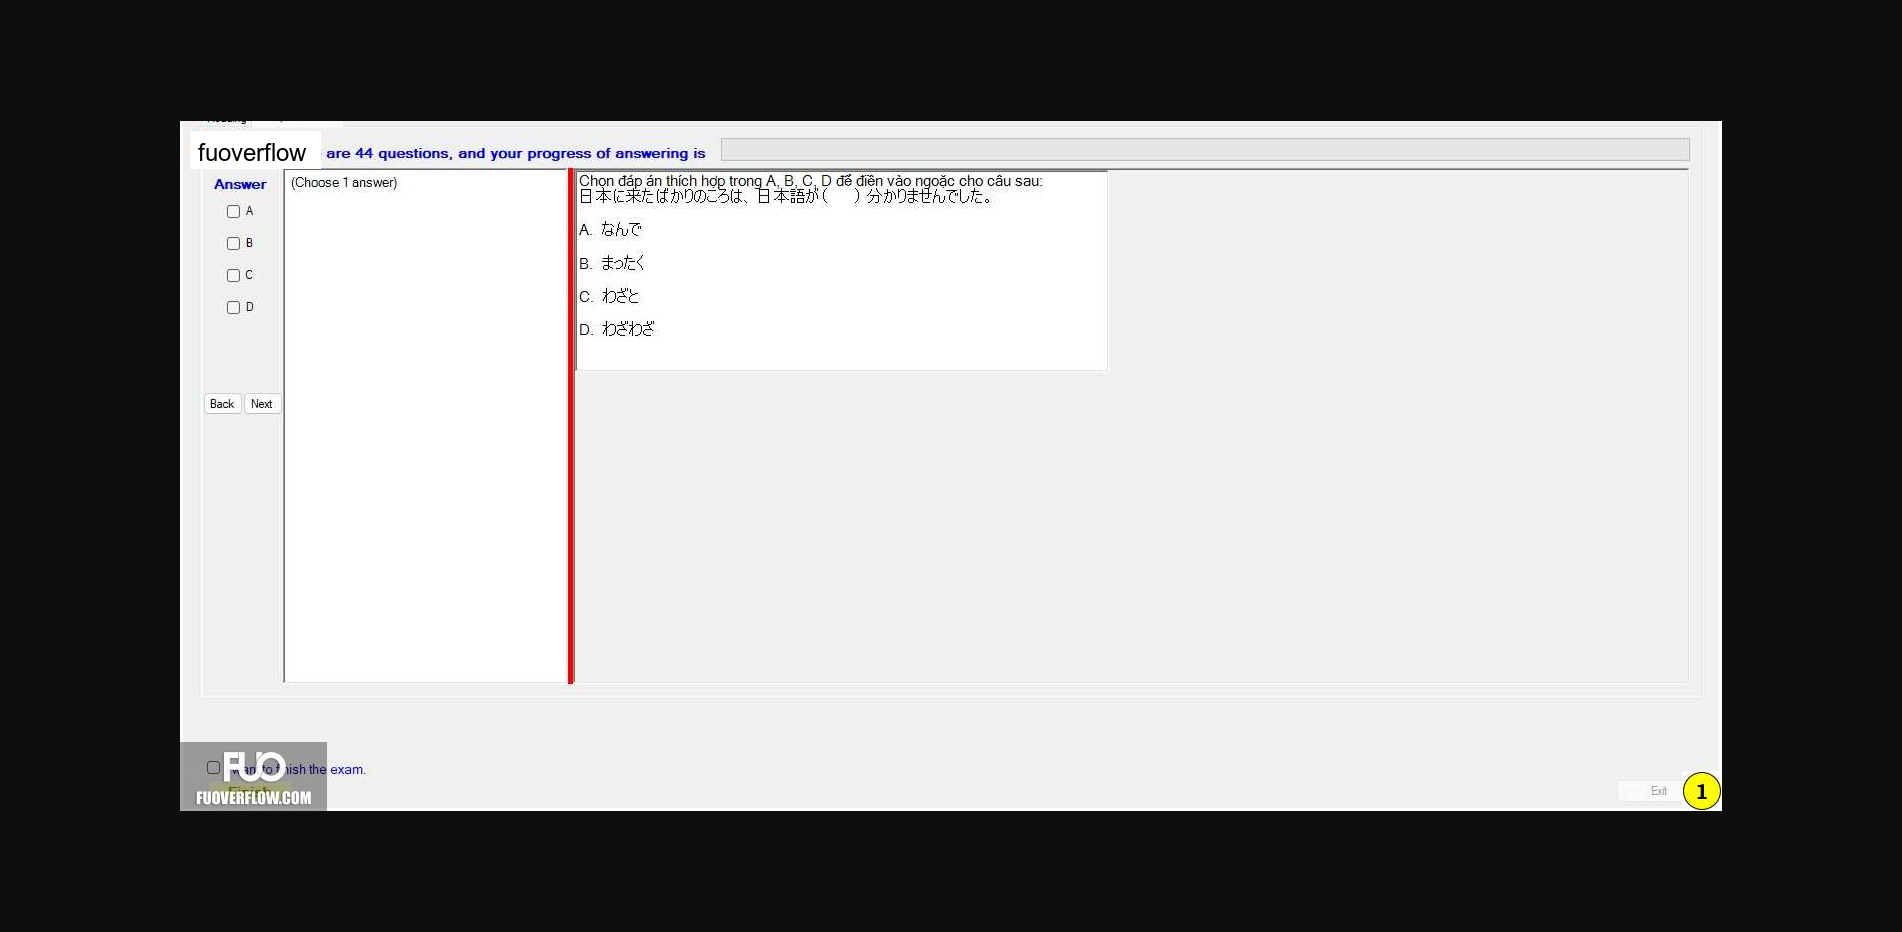 fuoverflow are 44 questions, and your progress of answering is
Answer
A
B
C
D
Back Next
(Choose 1 answer)
Chọn đáp án thích hợp trong A, B, C, D để điền vào ngoặc cho câu sau:
日本に来たばかりのころは、日本語が（　）分かりませんでした。
A. なんで
B. まったく
C. わざと
D. わざわざ
FUO
want to finish the exam.
Finish
FUOVERFLOW.COM
Exit
1